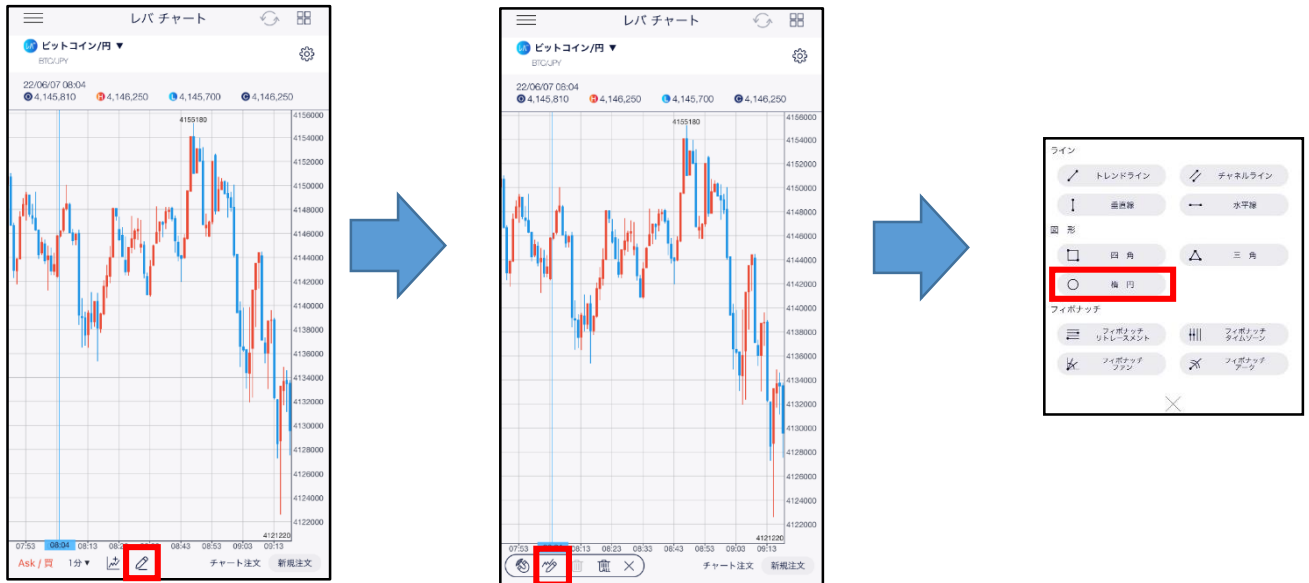 レバ チャート
ビットコイン/円 ▼
BTC/JPY
22/06/07 08:04
O 4,145,810 H 4,146,250 L 4,145,700 C 4,146,250
4155180
4156000
4154000
4152000
4150000
4148000
4146000
4144000
4142000
4140000
4138000
4136000
4134000
4132000
4130000
4128000
4126000
4124000
4122000
4121220
07:53 08:04 08:13 08:43 08:53 09:03 09:13
Ask / 買 1分▼ チャート注文 新規注文
レバ チャート
ビットコイン/円 ▼
BTC/JPY
22/06/07 08:04
O 4,145,810 H 4,146,250 L 4,145,700 C 4,146,250
4155180
4156000
4154000
4152000
4150000
4148000
4146000
4144000
4142000
4140000
4138000
4136000
4134000
4132000
4130000
4128000
4126000
4124000
4122000
4121220
07:53 08:13 08:23 08:33 08:43 08:53 09:03 09:13
チャート注文 新規注文
ライン
トレンドライン チャネルライン
垂直線 水平線
図 形
四 角 三 角
楕 円
フィボナッチ
フィボナッチ リトレースメント
フィボナッチ タイムゾーン
フィボナッチ ファン
フィボナッチ アーク